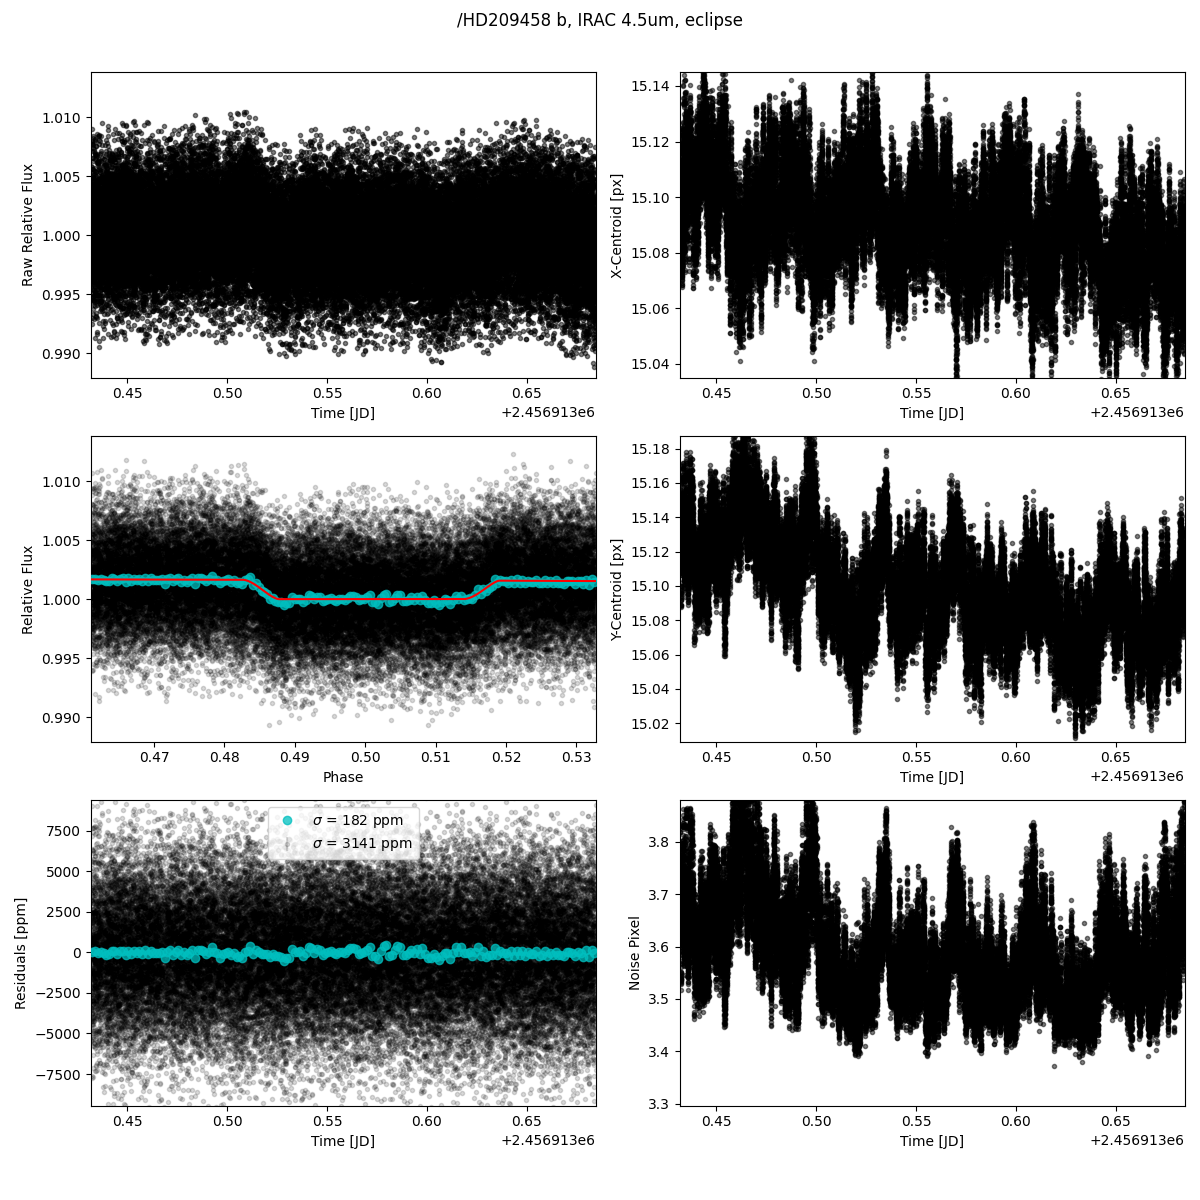 /HD209458 b, IRAC 4.5um, eclipse
Raw Relative Flux
1.010
1.005
1.000
0.995
0.990
0.45 0.50 0.55 0.60 0.65
Time [JD]
+2.456913e6
X-Centroid [px]
15.14
15.12
15.10
15.08
15.06
15.04
0.45 0.50 0.55 0.60 0.65
Time [JD]
+2.456913e6
Relative Flux
1.010
1.005
1.000
0.995
0.990
0.47 0.48 0.49 0.50 0.51 0.52 0.53
Phase
Y-Centroid [px]
15.18
15.16
15.14
15.12
15.10
15.08
15.06
15.04
15.02
0.45 0.50 0.55 0.60 0.65
Time [JD]
+2.456913e6
Residuals [ppm]
7500
5000
2500
0
−2500
−5000
−7500
σ = 182 ppm
σ = 3141 ppm
0.45 0.50 0.55 0.60 0.65
Time [JD]
+2.456913e6
Noise Pixel
3.8
3.7
3.6
3.5
3.4
3.3
0.45 0.50 0.55 0.60 0.65
Time [JD]
+2.456913e6